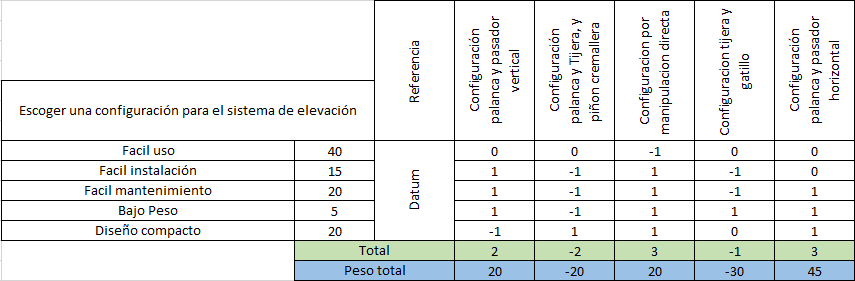 Escoger una configuración para el sistema de elevación
Referencia
Configuración
palanca y pasador
vertical
Configuración
palanca y Tijera, y
piñon cremallera
Configuracion por
manipulacion directa
Configuracion tijera y
gatillo
Configuración
palanca y pasador
horizontal
Facil uso 40 Datum 0 0 -1 0 0
Facil instalación 15 1 -1 1 -1 0
Facil mantenimiento 20 1 -1 1 -1 1
Bajo Peso 5 1 -1 1 1 1
Diseño compacto 20 -1 1 1 0 1
Total 2 -2 3 -1 3
Peso total 20 -20 20 -30 45